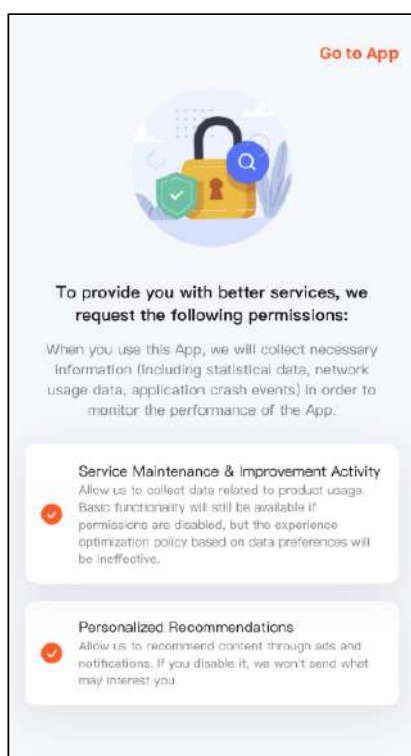 Go to App
To provide you with better services, we
request the following permissions:
When you use this App, we will collect necessary
information (including statistical data, network
usage data, application crash events) in order to
monitor the performance of the App.
Service Maintenance & Improvement Activity
Allow us to collect data related to product usage.
Basic functionality will still be available if
permissions are disabled, but the experience
optimization policy based on data preferences will
be ineffective.
Personalized Recommendations
Allow us to recommend content through ads and
notifications. If you disable it, we won't send what
may interest you.